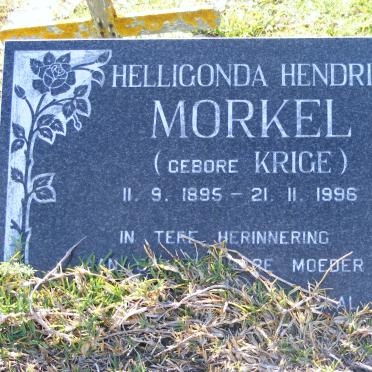 HELLIGONDA HENDRI
MORKEL
(GEBORE KRIGE)
11. 9. 1895 – 21. 11. 1996
IN TERE HERINNERING
MOEDER